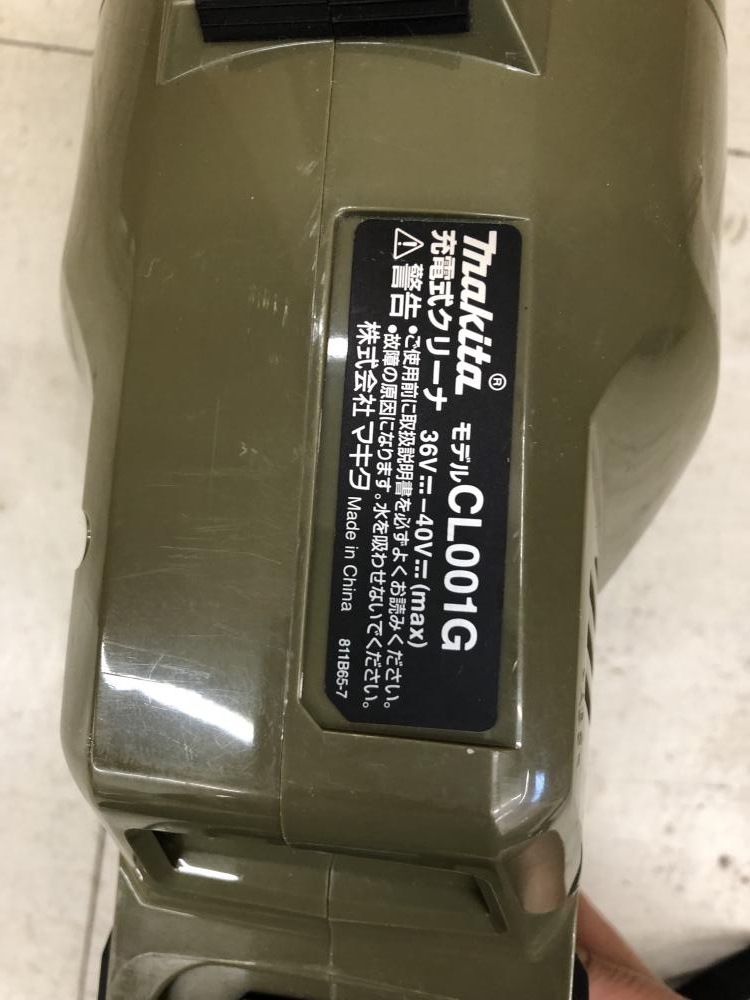 makita® モデルCL001G
充電式クリーナ 36V⎓-40V⎓(max)
⚠警告 •ご使用前に取扱説明書を必ずよくお読みください。
•故障の原因になります。水を吸わせないでください。
株式会社マキタ Made in China 811B65-7